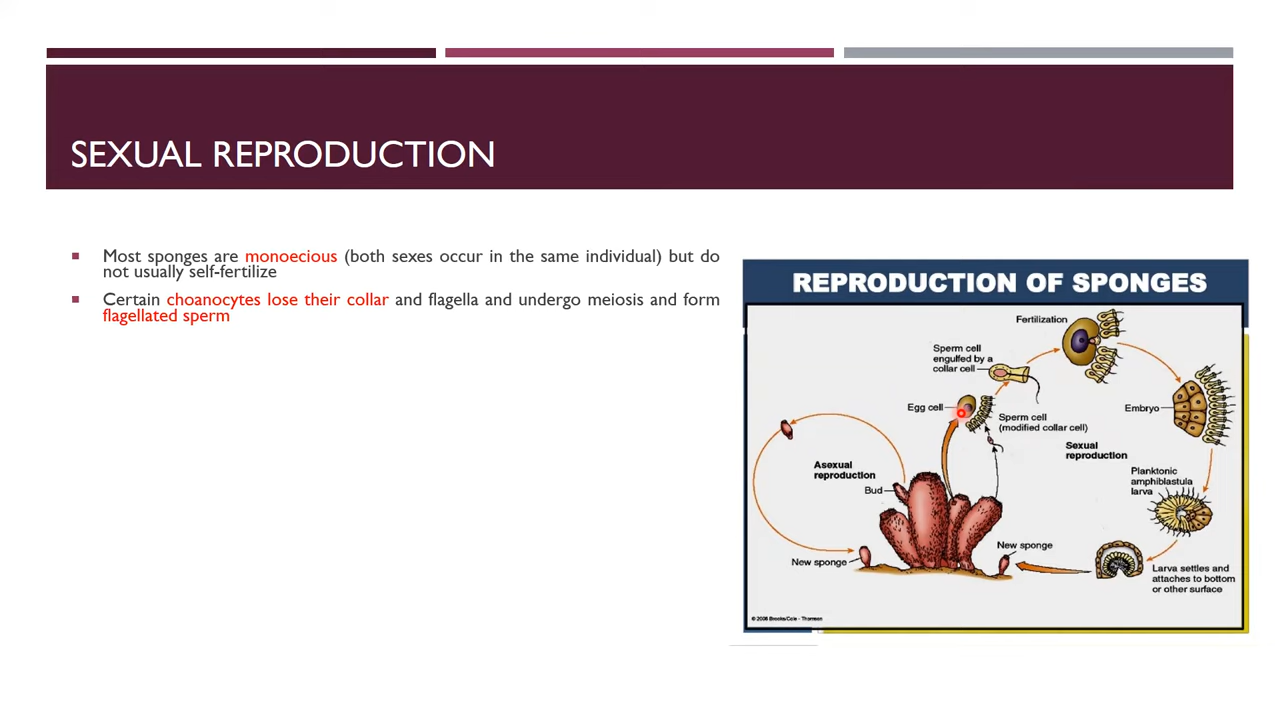 SEXUAL REPRODUCTION
Most sponges are monoecious (both sexes occur in the same individual) but do
not usually self-fertilize
Certain choanocytes lose their collar and flagella and undergo meiosis and form
flagellated sperm
REPRODUCTION OF SPONGES
Fertilization
Sperm cell
engulfed by a
collar cell
Egg cell
Sperm cell
(modified collar cell)
Embryo
Sexual
reproduction
Asexual
reproduction
Bud
Planktonic
amphiblastula
larva
New sponge
New sponge
Larva settles and
attaches to bottom
or other surface
© 2006 Brooks/Cole - Thomson